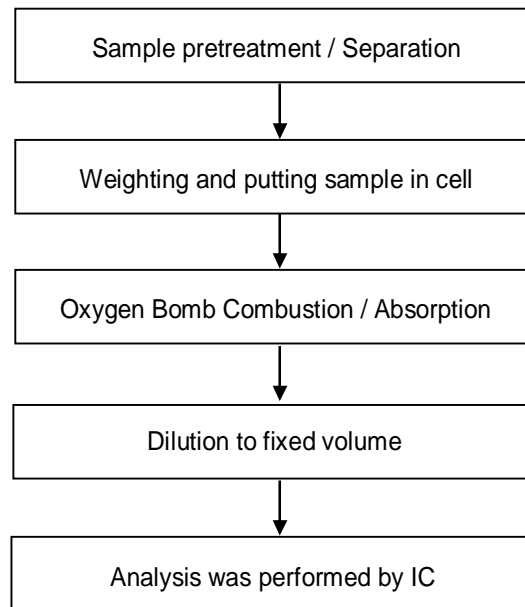 Sample pretreatment / Separation
Weighting and putting sample in cell
Oxygen Bomb Combustion / Absorption
Dilution to fixed volume
Analysis was performed by IC